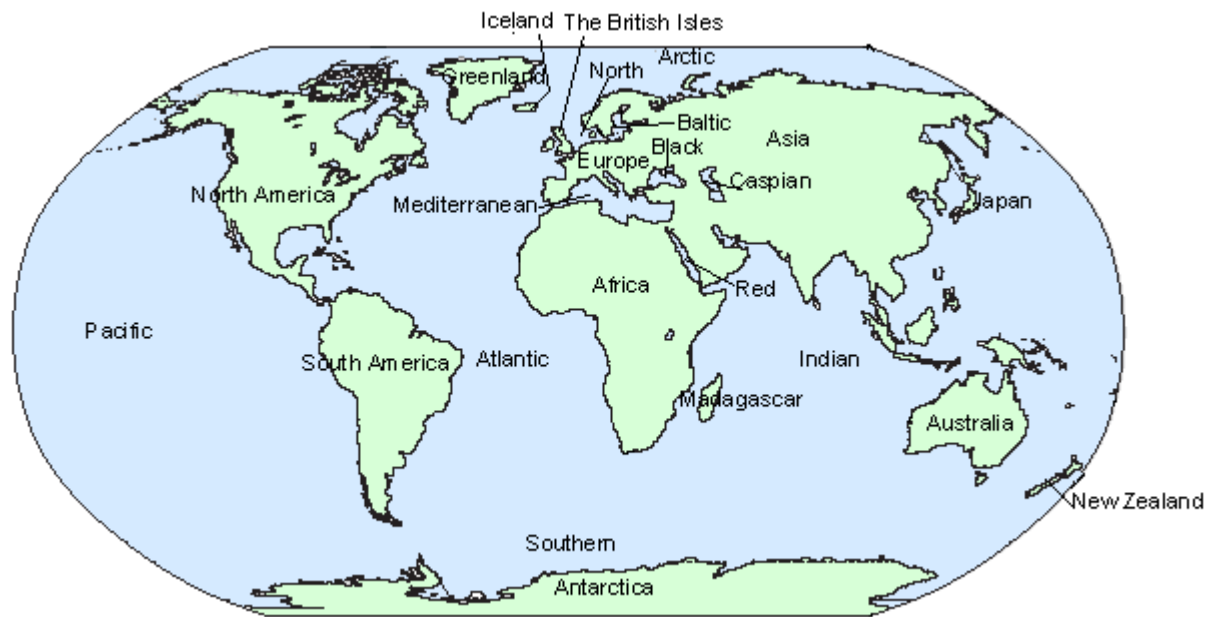 Iceland The British Isles
Arctic
Greenland
North
Baltic
Asia
Black
Europe
Caspian
North America
Mediterranean
Japan
Africa
Red
Pacific
South America
Atlantic
Indian
Madagascar
Australia
New Zealand
Southern
Antarctica